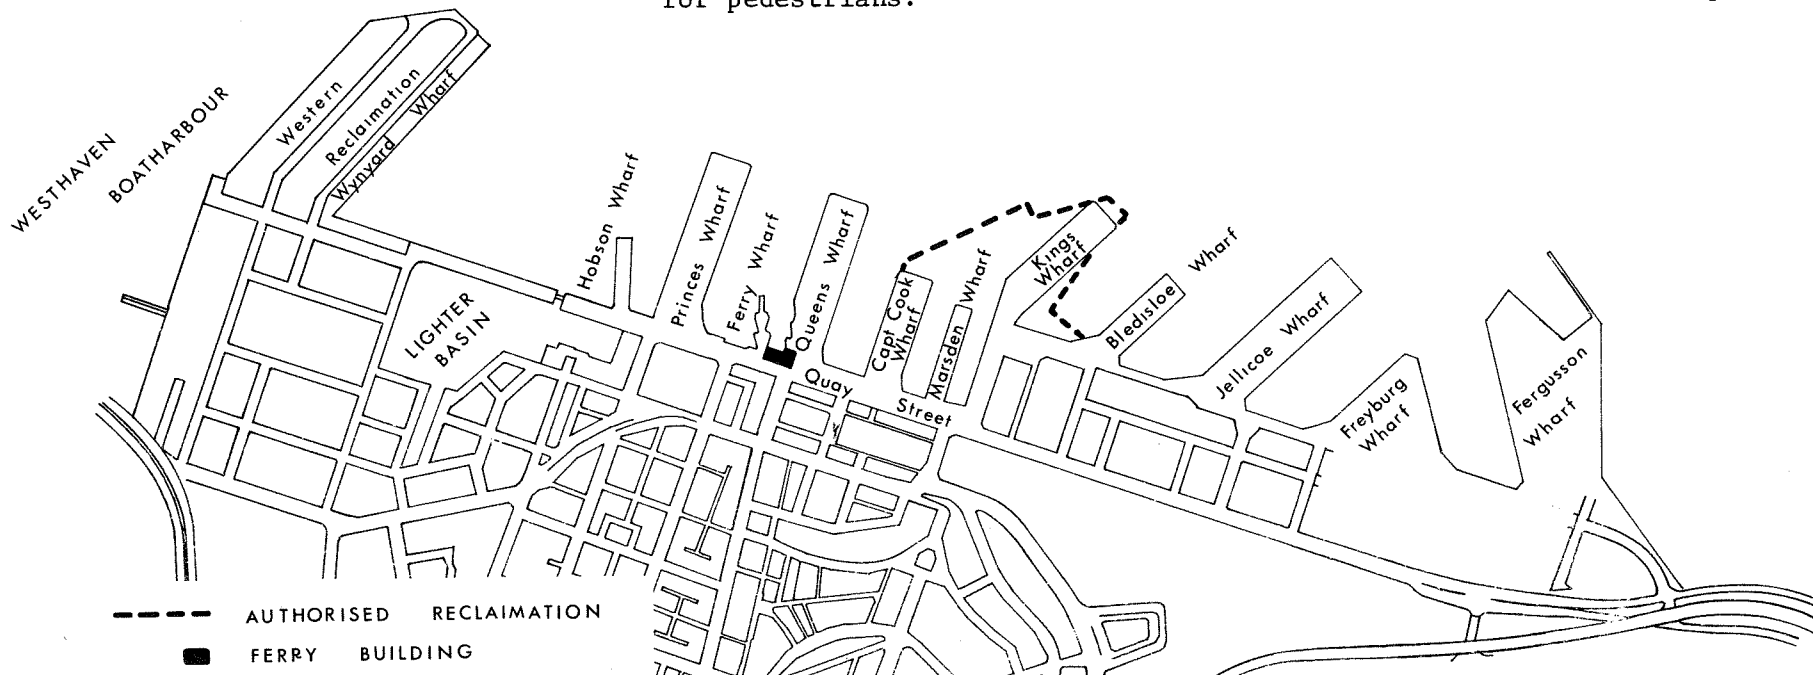 for pedestrians.
WESTHAVEN
BOATHARBOUR
Western
Reclaimation
Wynyard Wharf
LIGHTER
BASIN
Hobson Wharf
Princes Wharf
Ferry Wharf
Queens Wharf
Capt Cook
Wharf
Marsden Wharf
Kings
Wharf
Bledisloe Wharf
Jellicoe Wharf
Freyburg
Wharf
Fergusson
Wharf
Quay
Street
AUTHORISED RECLAIMATION
FERRY BUILDING